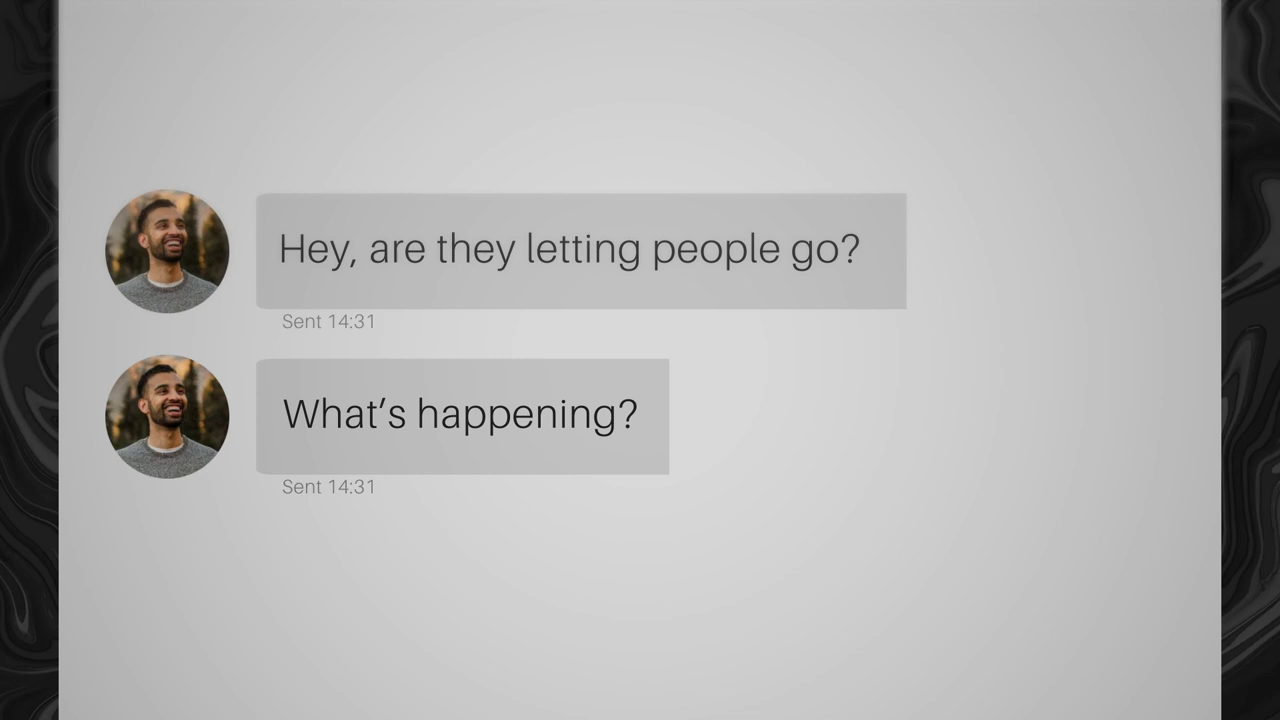 Hey, are they letting people go?
Sent 14:31
What’s happening?
Sent 14:31